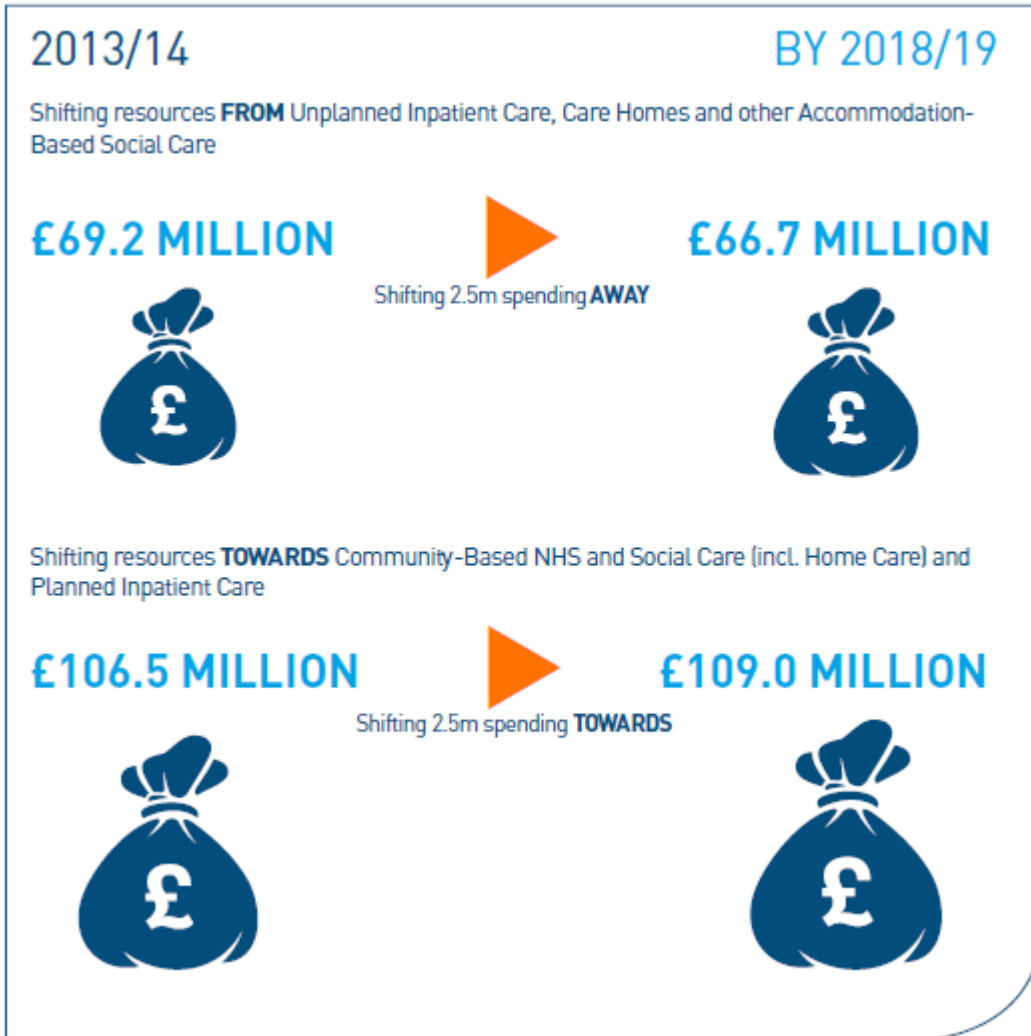 2013/14
BY 2018/19
Shifting resources FROM Unplanned Inpatient Care, Care Homes and other Accommodation-
Based Social Care
£69.2 MILLION
£66.7 MILLION
Shifting 2.5m spending AWAY
£
£
Shifting resources TOWARDS Community-Based NHS and Social Care (incl. Home Care) and
Planned Inpatient Care
£106.5 MILLION
£109.0 MILLION
Shifting 2.5m spending TOWARDS
£
£